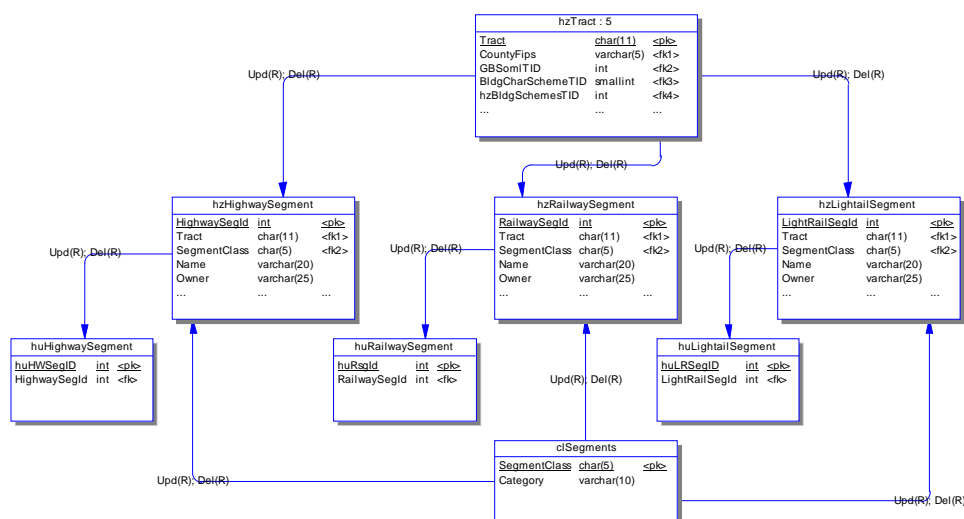 hzTract : 5
Tract char(11) <pk>
CountyFips varchar(5) <fk1>
GBSomITID int <fk2>
BldgCharSchemeTID smallint <fk3>
hzBldgSchemesTID int <fk4>
... ... ...
Upd(R); Del(R)
Upd(R); Del(R)
Upd(R); Del(R)
hzHighwaySegment
HighwaySegId int <pk>
Tract char(11) <fk1>
SegmentClass char(5) <fk2>
Name varchar(20)
Owner varchar(25)
... ... ...
hzRailwaySegment
RailwaySegId int <pk>
Tract char(11) <fk1>
SegmentClass char(5) <fk2>
Name varchar(20)
Owner varchar(25)
... ... ...
hzLightailSegment
LightRailSegId int <pk>
Tract char(11) <fk1>
SegmentClass char(5) <fk2>
Name varchar(20)
Owner varchar(25)
... ... ...
Upd(R); Del(R)
Upd(R); Del(R)
Upd(R); Del(R)
huHighwaySegment
huHWSegID int <pk>
HighwaySegId int <fk>
huRailwaySegment
huRsgId int <pk>
RailwaySegId int <fk>
huLightailSegment
huLRSegID int <pk>
LightRailSegId int <fk>
Upd(R); Del(R)
clSegments
SegmentClass char(5) <pk>
Category varchar(10)
Upd(R); Del(R)
Upd(R); Del(R)